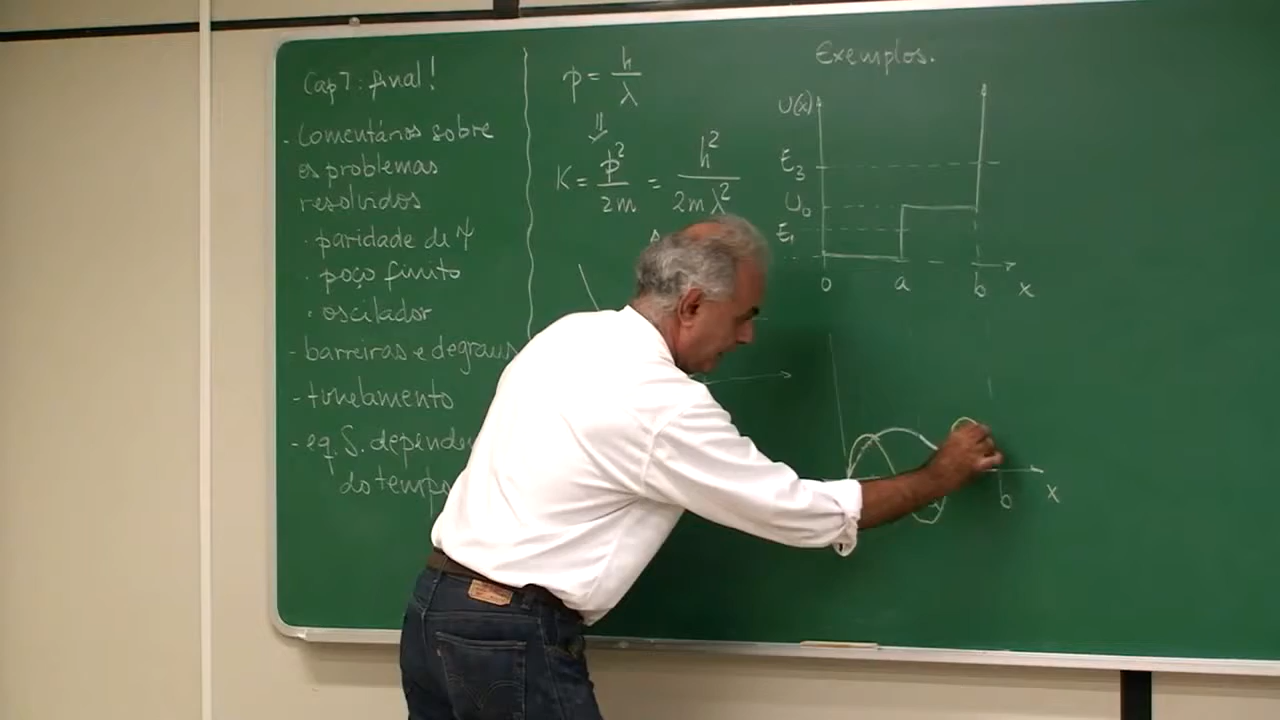 Cap 7: final!
- Comentários sobre
os problemas
resolvidos
· paridade de Ψ
· poço finito
· oscilador
- barreiras e degraus
- tunelamento
- eq. S. depende
do tempo
p = h/λ
⇓
K = p²/2m = h²/2mλ²
Exemplos.
U(x)
E₃
U₀
E₁
0 a b x
b x